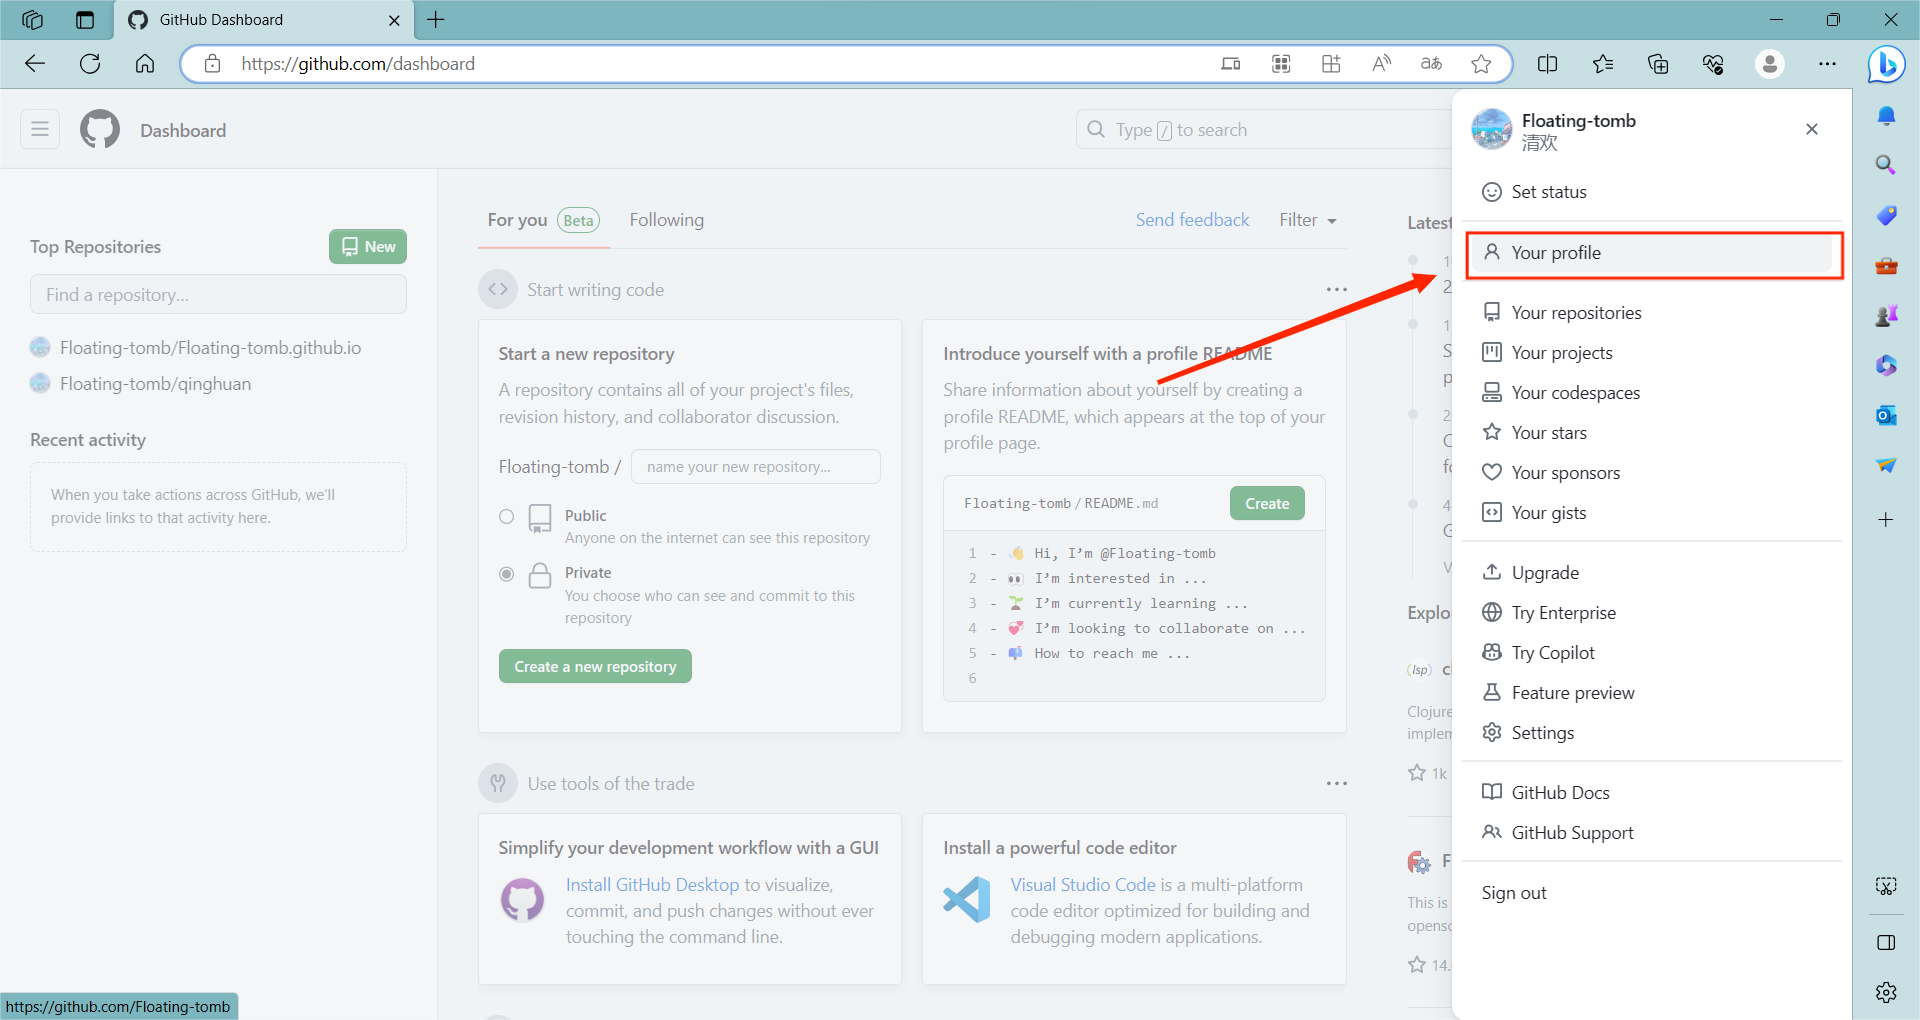 GitHub Dashboard
https://github.com/dashboard
Dashboard
Type / to search
Top Repositories
New
Find a repository...
Floating-tomb/Floating-tomb.github.io
Floating-tomb/qinghuan
Recent activity
When you take actions across GitHub, we'll
provide links to that activity here.
For you Beta
Following
Send feedback
Filter
Start writing code
Start a new repository
A repository contains all of your project's files,
revision history, and collaborator discussion.
Floating-tomb /
name your new repository...
Public
Anyone on the internet can see this repository
Private
You choose who can see and commit to this
repository
Create a new repository
Introduce yourself with a profile README
Share information about yourself by creating a
profile README, which appears at the top of your
profile page.
Floating-tomb / README.md
Create
1 - 👋 Hi, I'm @Floating-tomb
2 - 👀 I'm interested in ...
3 - 🌱 I'm currently learning ...
4 - 💞️ I'm looking to collaborate on ...
5 - 📫 How to reach me ...
6
Use tools of the trade
Simplify your development workflow with a GUI
Install GitHub Desktop to visualize,
commit, and push changes without ever
touching the command line.
Install a powerful code editor
Visual Studio Code is a multi-platform
code editor optimized for building and
debugging modern applications.
Latest
Explo
(lsp)
Clojure
implem
1k
F
This is
openso
14.
Floating-tomb
清欢
Set status
Your profile
Your repositories
Your projects
Your codespaces
Your stars
Your sponsors
Your gists
Upgrade
Try Enterprise
Try Copilot
Feature preview
Settings
GitHub Docs
GitHub Support
Sign out
https://github.com/Floating-tomb